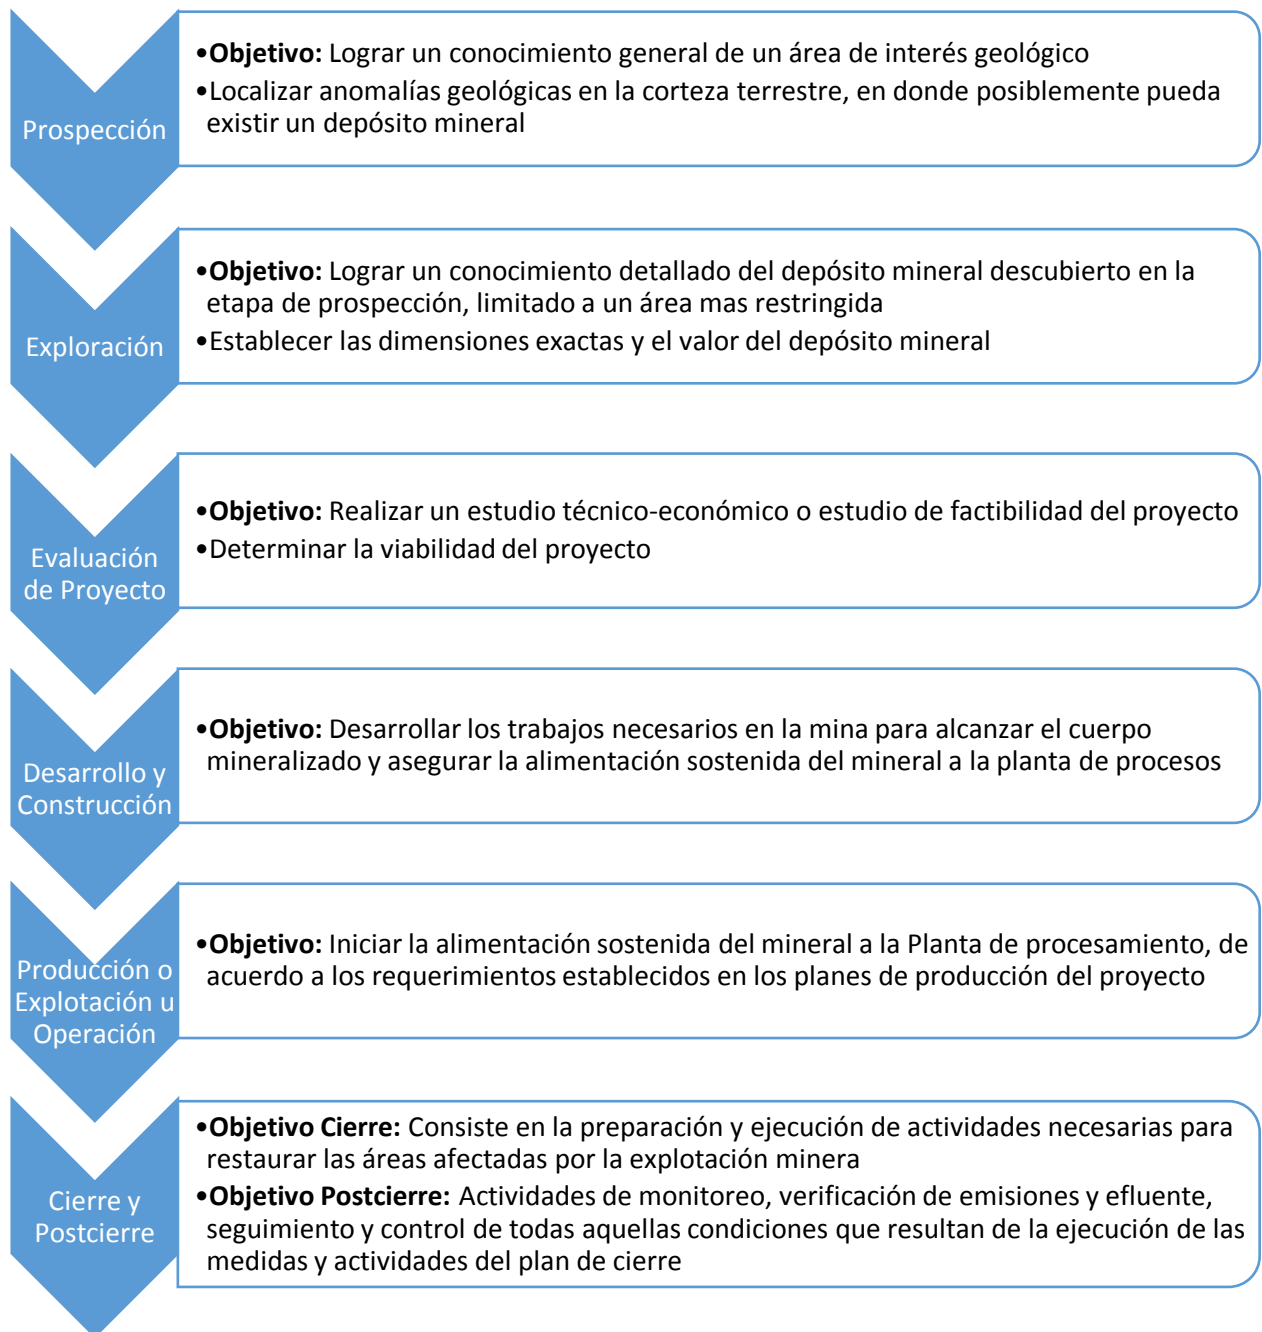 Prospección
•Objetivo: Lograr un conocimiento general de un área de interés geológico
•Localizar anomalías geológicas en la corteza terrestre, en donde posiblemente pueda
existir un depósito mineral
Exploración
•Objetivo: Lograr un conocimiento detallado del depósito mineral descubierto en la
etapa de prospección, limitado a un área mas restringida
•Establecer las dimensiones exactas y el valor del depósito mineral
Evaluación
de Proyecto
•Objetivo: Realizar un estudio técnico-económico o estudio de factibilidad del proyecto
•Determinar la viabilidad del proyecto
Desarrollo y
Construcción
•Objetivo: Desarrollar los trabajos necesarios en la mina para alcanzar el cuerpo
mineralizado y asegurar la alimentación sostenida del mineral a la planta de procesos
Producción o
Explotación u
Operación
•Objetivo: Iniciar la alimentación sostenida del mineral a la Planta de procesamiento, de
acuerdo a los requerimientos establecidos en los planes de producción del proyecto
Cierre y
Postcierre
•Objetivo Cierre: Consiste en la preparación y ejecución de actividades necesarias para
restaurar las áreas afectadas por la explotación minera
•Objetivo Postcierre: Actividades de monitoreo, verificación de emisiones y efluente,
seguimiento y control de todas aquellas condiciones que resultan de la ejecución de las
medidas y actividades del plan de cierre